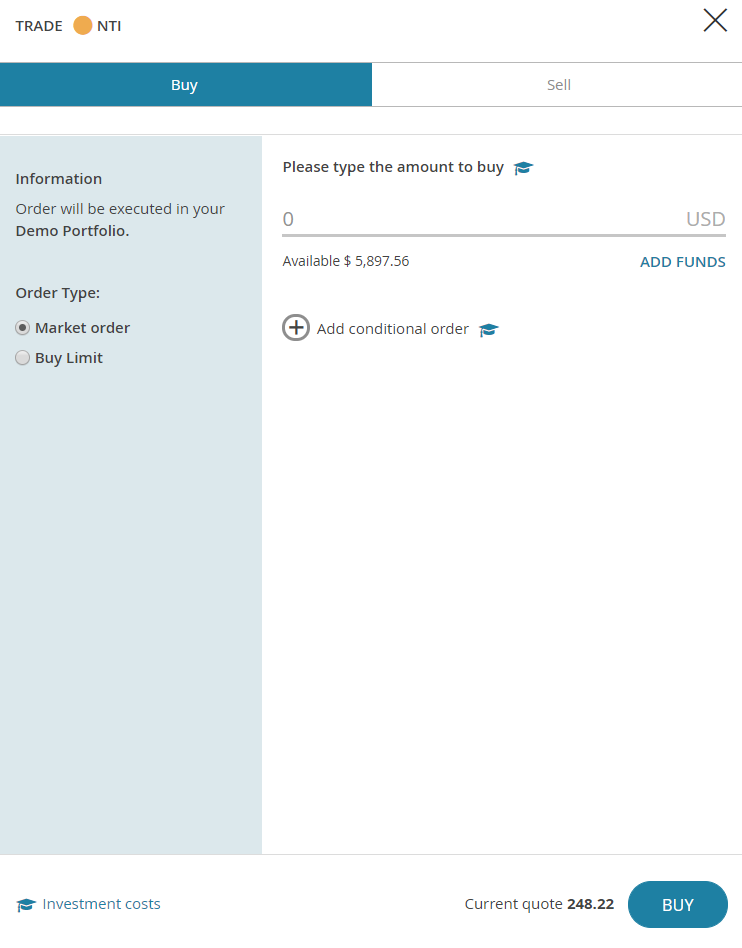 TRADE NTI
Buy
Sell
Information
Order will be executed in your
Demo Portfolio.
Order Type:
Market order
Buy Limit
Please type the amount to buy
0 USD
Available $ 5,897.56
ADD FUNDS
Add conditional order
Investment costs
Current quote 248.22
BUY